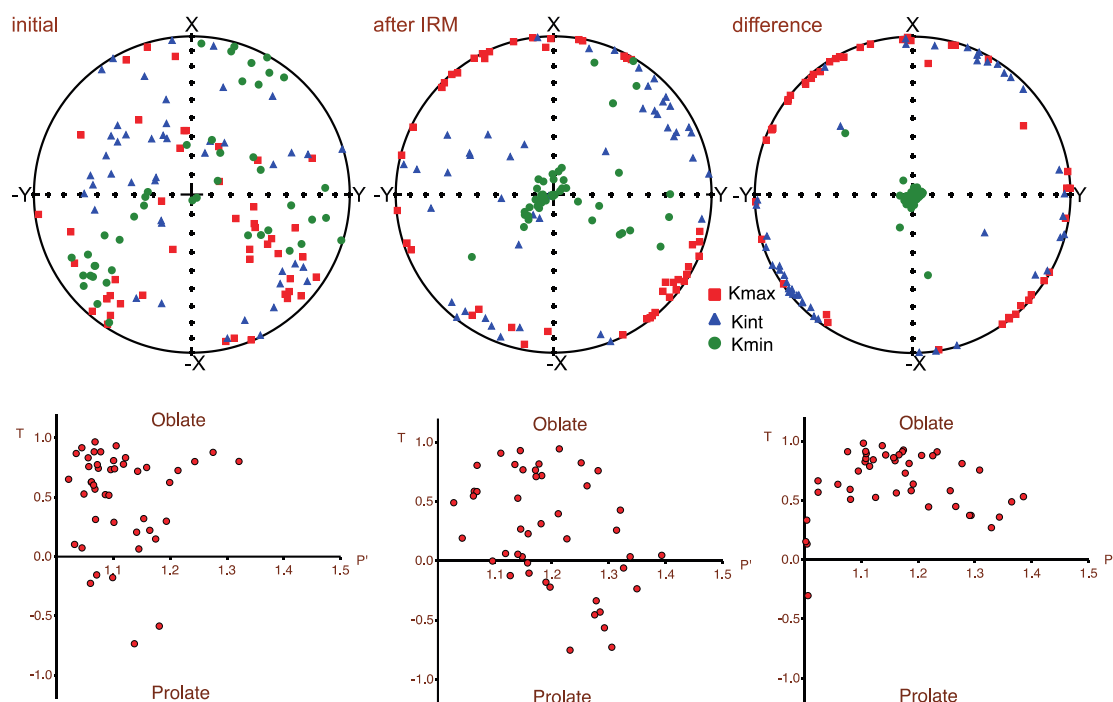 initial
after IRM
difference
X
X
X
-Y
Y
-Y
Y
-Y
Y
Kmax
Kint
Kmin
-X
-X
-X
Oblate
Oblate
Oblate
T
T
T
1.0
1.0
1.0
0.5
0.5
0.5
0.0
0.0
0.0
P'
P'
P
1.1
1.2
1.3
1.4
1.5
1.1
1.2
1.3
1.4
1.5
1.1
1.2
1.3
1.4
1.5
-0.5
-0.5
-0.5
-1.0
-1.0
-1.0
Prolate
Prolate
Prolate